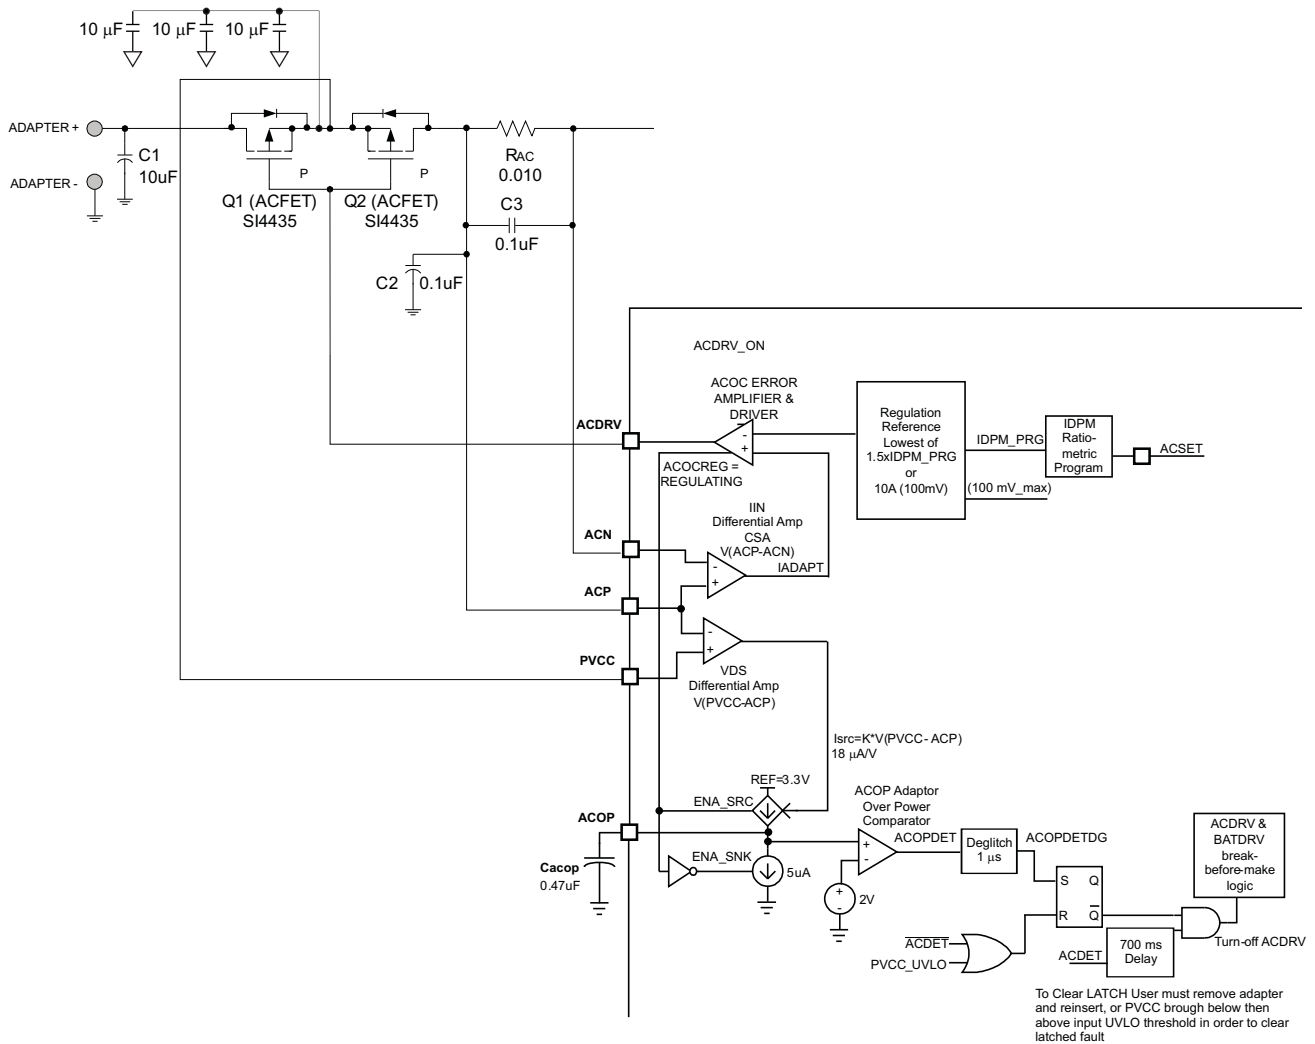 10 µF
10 µF
10 µF
ADAPTER +
C1
10uF
ADAPTER -
P
P
Q1 (ACFET)
SI4435
Q2 (ACFET)
SI4435
RAC
0.010
C3
0.1uF
C2
0.1uF
ACDRV_ON
ACOC ERROR
AMPLIFIER &
DRIVER
ACDRV
-
+
ACOCREG =
REGULATING
Regulation
Reference
Lowest of
1.5xIDPM_PRG
or
10A (100mV)
IDPM_PRG
(100 mV_max)
IDPM
Ratio-
metric
Program
ACSET
IIN
Differential Amp
CSA
V(ACP-ACN)
ACN
-
+
IADAPT
ACP
-
+
PVCC
VDS
Differential Amp
V(PVCC-ACP)
Isrc=K*V(PVCC - ACP)
18 µA/V
REF=3.3V
ENA_SRC
ACOP
ENA_SNK
5uA
Cacop
0.47uF
ACOP Adaptor
Over Power
Comparator
+
-
ACOPDET
+
-
2V
Deglitch
1 µs
ACOPDETDG
S
Q
R
Q
ACDET
PVCC_UVLO
ACDET
700 ms
Delay
ACDRV &
BATDRV
break-
before-make
logic
Turn-off ACDRV
To Clear LATCH User must remove adapter
and reinsert, or PVCC brough below then
above input UVLO threshold in order to clear
latched fault